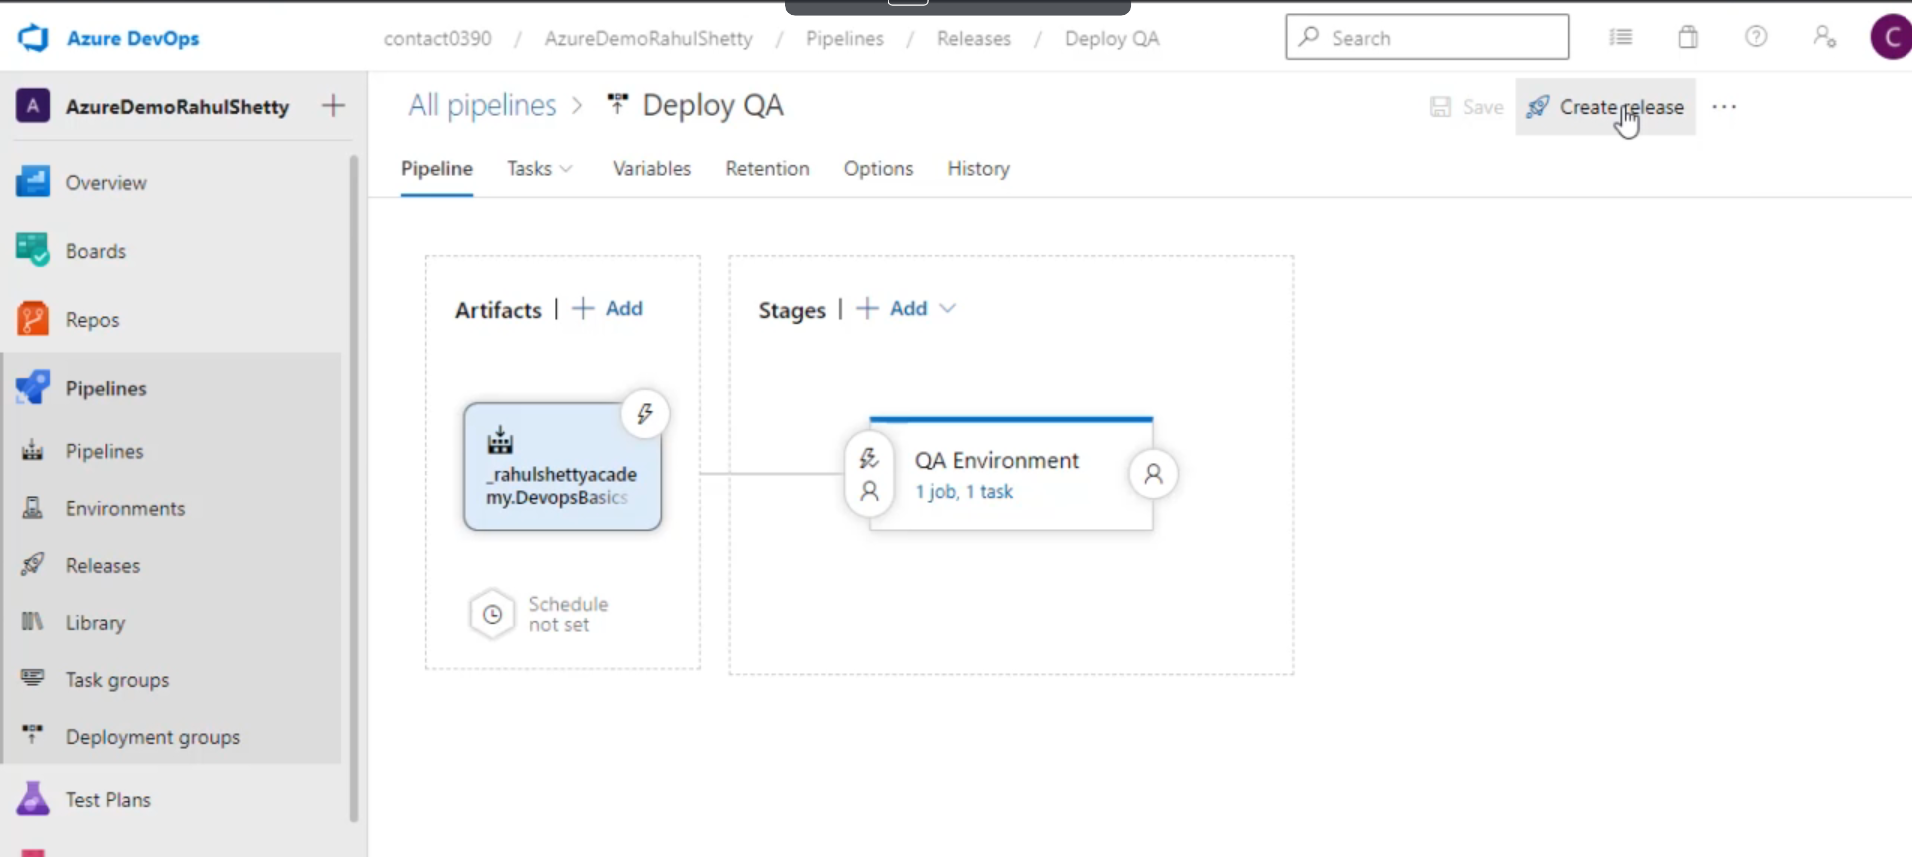 Azure DevOps
contact0390 / AzureDemoRahulShetty / Pipelines / Releases / Deploy QA
Search
C
A AzureDemoRahulShetty
All pipelines > Deploy QA
Save
Create release
Pipeline Tasks Variables Retention Options History
Overview
Boards
Repos
Pipelines
Pipelines
Environments
Releases
Library
Task groups
Deployment groups
Test Plans
Artifacts | + Add
_rahulshettyacade
my.DevopsBasics
Schedule
not set
Stages | + Add
QA Environment
1 job, 1 task